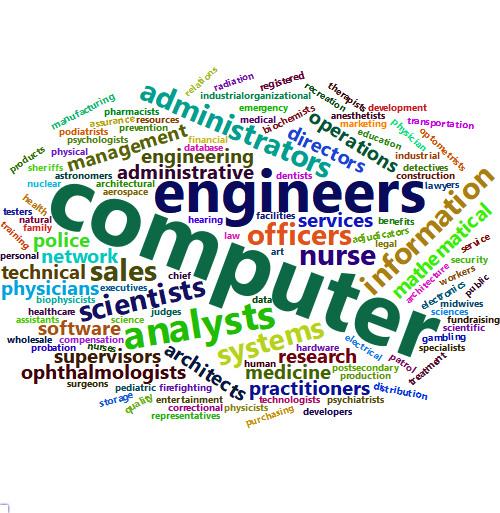 relations
radiation
registered
manufacturing
administrators
industrialorganizational
recreation
therapists
pharmacists
emergency
biochemists
development
assurance
resources
medical
anesthetists
podiatrists
prevention
operations
marketing
physician
transportation
psychologists
management
financial
directors
education
optometrists
products
physical
engineering
database
industrial
sheriffs
astronomers
administrative
dentists
detectives
nuclear
architectural
aerospace
engineers
construction
lawyers
health
computer
information
testers
natural
facilities
hearing
services
benefits
mathematical
training
family
police
law
officers
adjudicators
legal
service
personal
network
art
nurse
architecture
security
technical
sales
chief
workers
public
physicians
executives
scientists
data
electronics
biophysicists
midwives
healthcare
judges
analysts
sciences
assistants
science
fundraising
software
systems
scientific
wholesale
compensation
electrical
gambling
probation
nurses
hardware
specialists
supervisors
architects
human
research
patrol
ophthalmologists
medicine
postsecondary
production
treatment
surgeons
pediatric
firefighting
practitioners
distribution
storage
quality
entertainment
technologists
psychiatrists
correctional
physicists
purchasing
developers
representatives